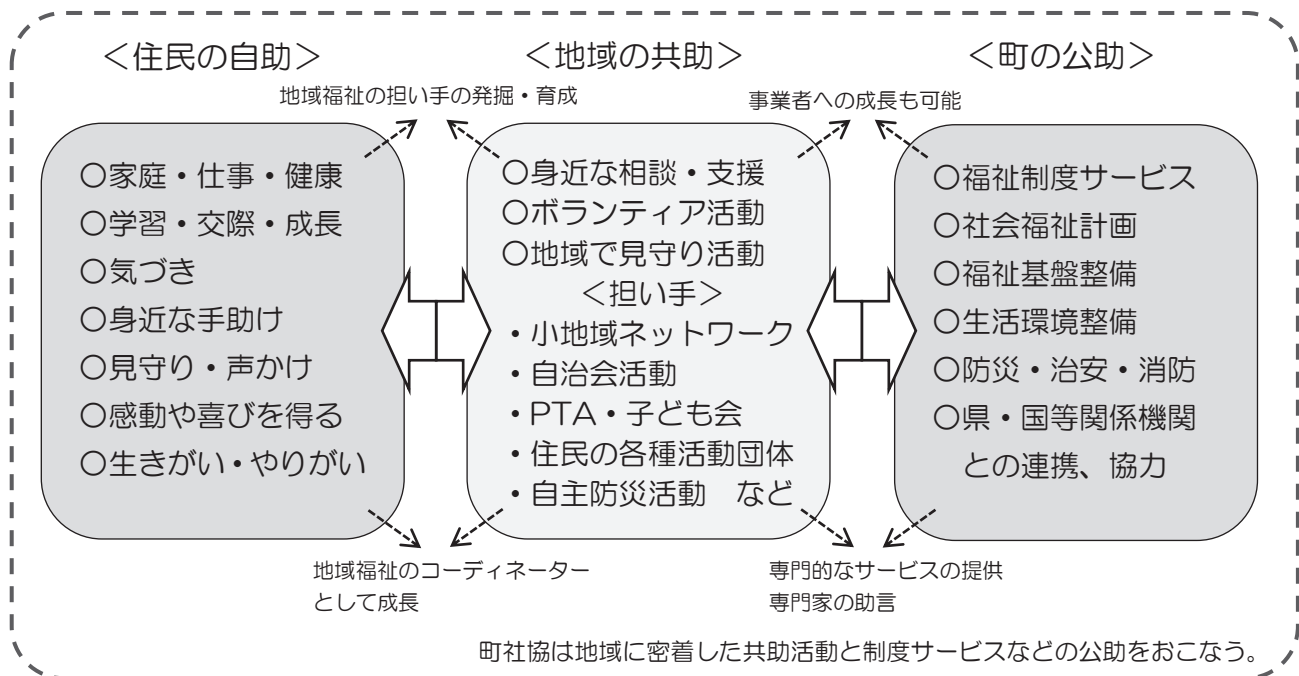 ＜住民の自助＞
＜地域の共助＞
＜町の公助＞
地域福祉の担い手の発掘・育成
事業者への成長も可能
○家庭・仕事・健康
○学習・交際・成長
○気づき
○身近な手助け
○見守り・声かけ
○感動や喜びを得る
○生きがい・やりがい
○身近な相談・支援
○ボランティア活動
○地域で見守り活動
＜担い手＞
・小地域ネットワーク
・自治会活動
・PTA・子ども会
・住民の各種活動団体
・自主防災活動　など
○福祉制度サービス
○社会福祉計画
○福祉基盤整備
○生活環境整備
○防災・治安・消防
○県・国等関係機関
との連携、協力
地域福祉のコーディネーター
として成長
専門的なサービスの提供
専門家の助言
町社協は地域に密着した共助活動と制度サービスなどの公助をおこなう。